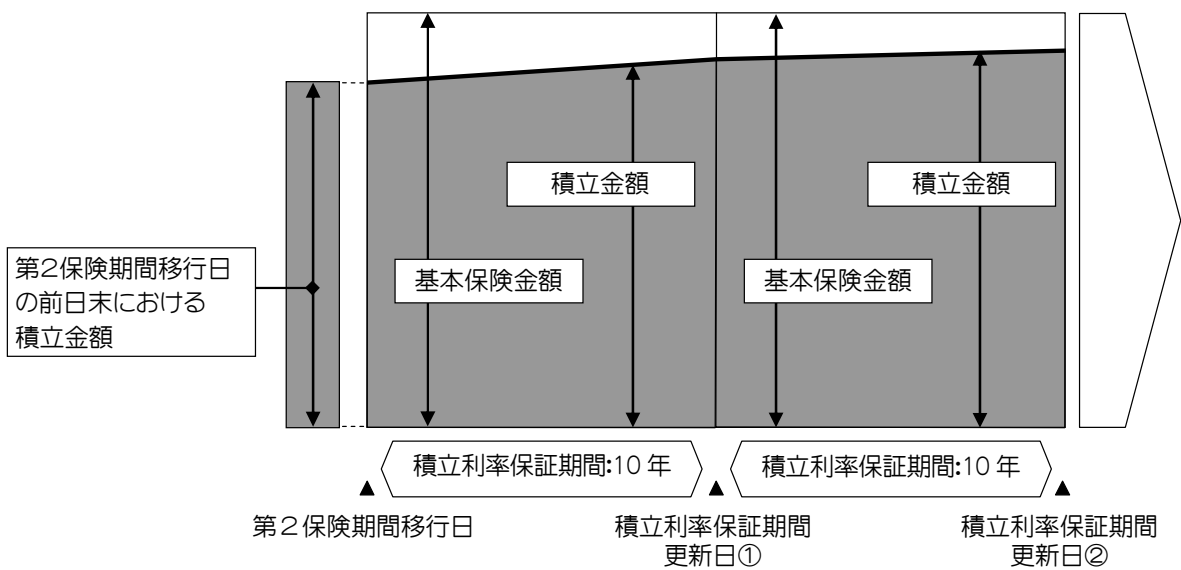 積立金額
積立金額
第2保険期間移行日
の前日末における
積立金額
基本保険金額
基本保険金額
積立利率保証期間:10年
積立利率保証期間:10年
▲
▲
▲
第2保険期間移行日
積立利率保証期間
更新日①
積立利率保証期間
更新日②